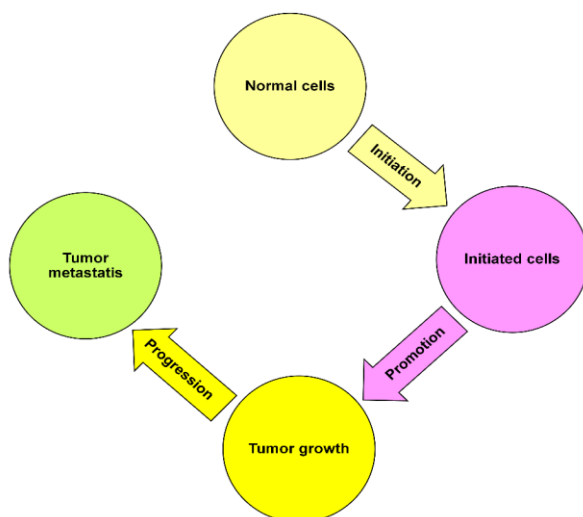 Normal cells
Initiation
Initiated cells
Promotion
Tumor growth
Progression
Tumor
metastatis